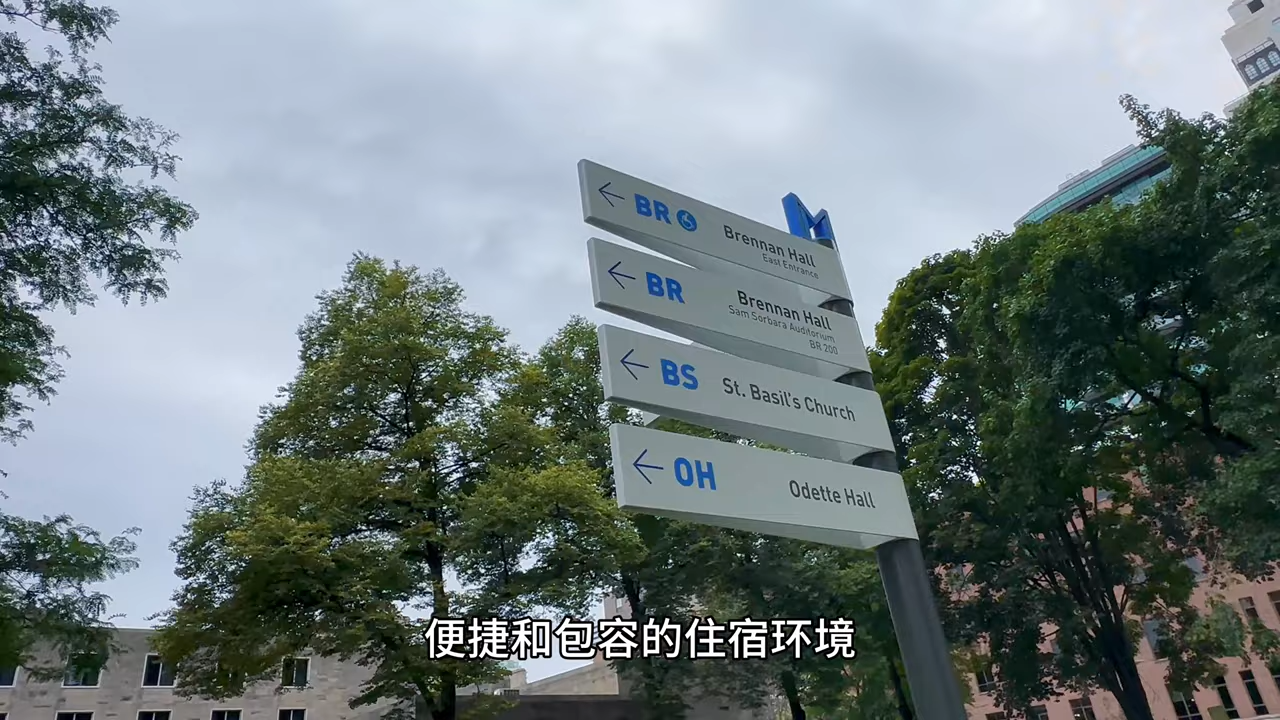 BR Brennan Hall
East Entrance
BR Brennan Hall
Sam Sorbara Auditorium
BR 200
BS St. Basil's Church
OH Odette Hall
便捷和包容的住宿环境